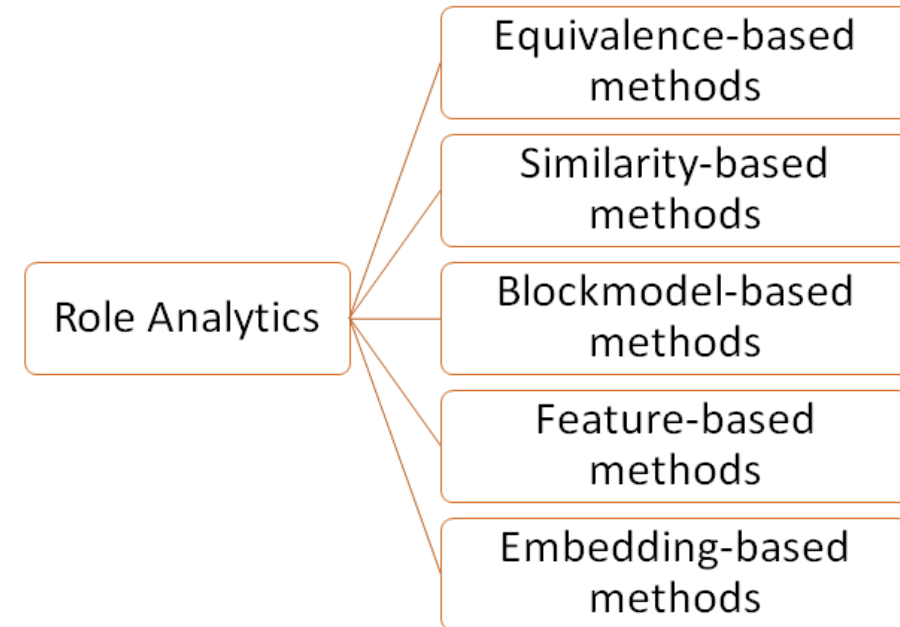 Equivalence-based
methods
Similarity-based
methods
Role Analytics
Blockmodel-based
methods
Feature-based
methods
Embedding-based
methods